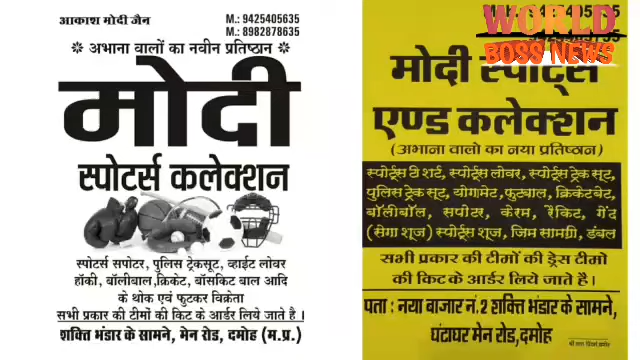 आकाश मोदी जैन
M.: 9425405635
M.: 8982878635
❊ अभाना वालों का नवीन प्रतिष्ठान ❊
मोदी
स्पोटर्स कलेक्शन
स्पोटर्स सपोटर, पुलिस ट्रेकसूट, व्हाईट लोवर
हॉकी, बॉलीबाल,क्रिकेट, बॉसकिट बाल आदि
के थोक एवं फुटकर विक्रेता
सभी प्रकार की टीमों की किट के आर्डर लिये जाते है ।
शक्ति भंडार के सामने, मेन रोड, दमोह (म.प्र.)
WORLD
BOSS NEWS
मोदी स्पोर्ट्स
एण्ड कलेक्शन
(अभाना वालो का नया प्रतिष्ठान)
स्पोर्ट्स टी शर्ट, स्पोर्ट्स लोवर, स्पोर्ट्स ट्रेक सूट,
पुलिस ट्रेक सूट, योगामेट, फुटबाल, क्रिकेटबेट,
बॉलीबॉल, सपोटर, केरम, रैकिट, गेंद
(सेगा शूज) स्पोर्ट्स शूज, जिम सामग्री, डंबल
सभी प्रकार की टीमों की ड्रेस टीमो
की किट के आर्डर लिये जाते है।
पता : नया बाजार नं. 2 शक्ति भंडार के सामने,
घंटाघर मेन रोड, दमोह